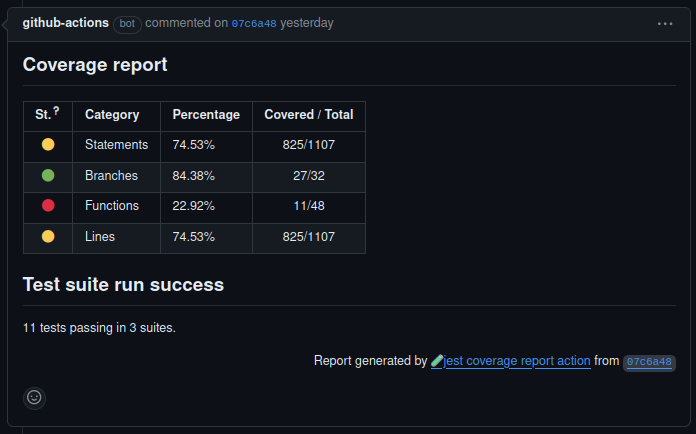 github-actions bot commented on 07c6a48 yesterday
Coverage report
St.? Category Percentage Covered / Total
Statements 74.53% 825/1107
Branches 84.38% 27/32
Functions 22.92% 11/48
Lines 74.53% 825/1107
Test suite run success
11 tests passing in 3 suites.
Report generated by jest coverage report action from 07c6a48